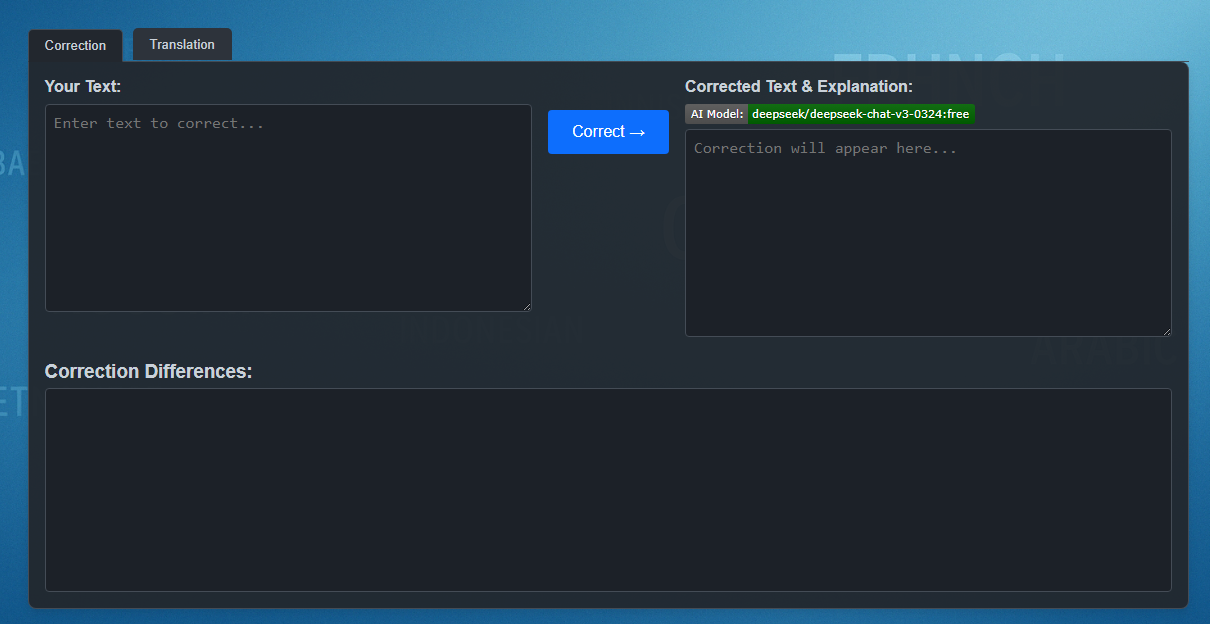 Correction
Translation
Your Text:
Enter text to correct...
Correct →
Corrected Text & Explanation:
AI Model: deepseek/deepseek-chat-v3-0324:free
Correction will appear here...
ARABIC
Correction Differences: